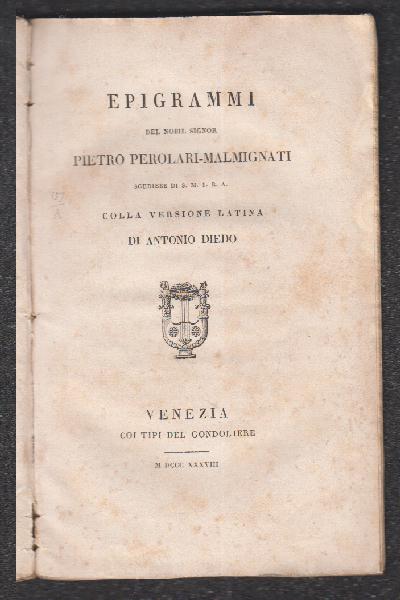 EPIGRAMMI
DEL NOBIL SIGNOR
PIETRO PEROLARI-MALMIGNATI
SCUDIERE DI S. M. I. R. A.
COLLA VERSIONE LATINA
DI ANTONIO DIEDO
VENEZIA
COI TIPI DEL GONDOLIERE
M DCCC XXXVIII